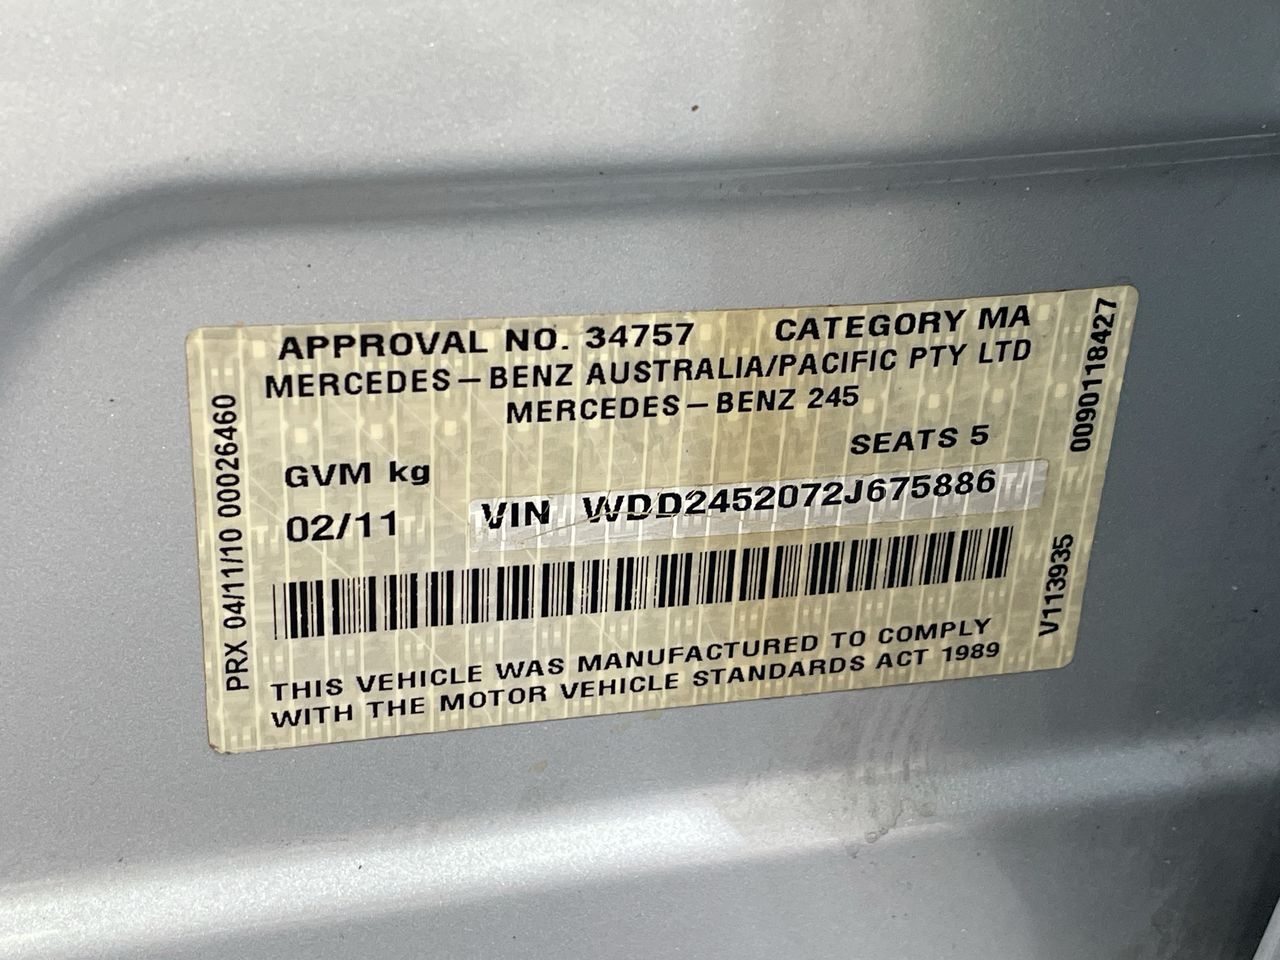 APPROVAL NO. 34757 CATEGORY MA
MERCEDES-BENZ AUSTRALIA/PACIFIC PTY LTD
MERCEDES-BENZ 245
SEATS 5
GVM kg
02/11 VIN WDD2452072J675886
THIS VEHICLE WAS MANUFACTURED TO COMPLY
WITH THE MOTOR VEHICLE STANDARDS ACT 1989
PRX 04/11/10 00026460
0090118427
V113935